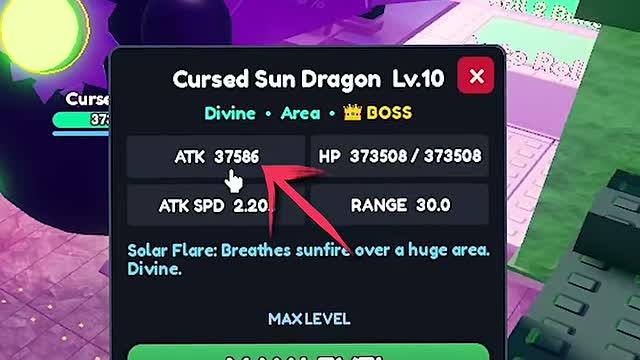 Cursed Sun Dragon Lv.10
Divine • Area • 👑 BOSS
ATK 37586
HP 373508 / 373508
ATK SPD 2.20
RANGE 30.0
Solar Flare: Breathes sunfire over a huge area.
Divine.
MAX LEVEL
Curse